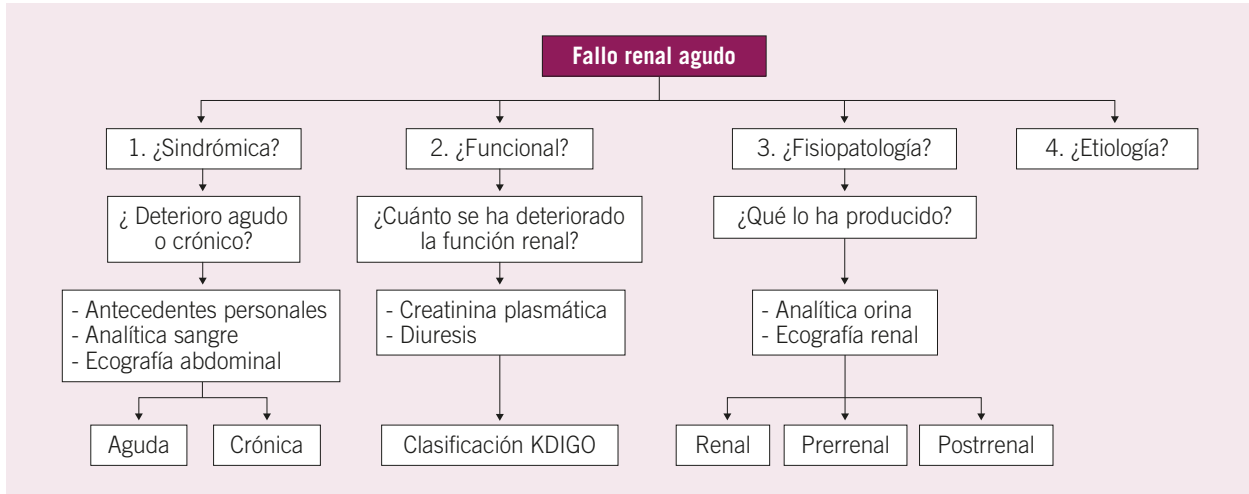 Fallo renal agudo
1. ¿Sindrómica?
2. ¿Funcional?
3. ¿Fisiopatología?
4. ¿Etiología?
¿ Deterioro agudo
o crónico?
¿Cuánto se ha deteriorado
la función renal?
¿Qué lo ha producido?
- Antecedentes personales
- Analítica sangre
- Ecografía abdominal
- Creatinina plasmática
- Diuresis
- Analítica orina
- Ecografía renal
Aguda
Crónica
Clasificación KDIGO
Renal
Prerrenal
Postrrenal